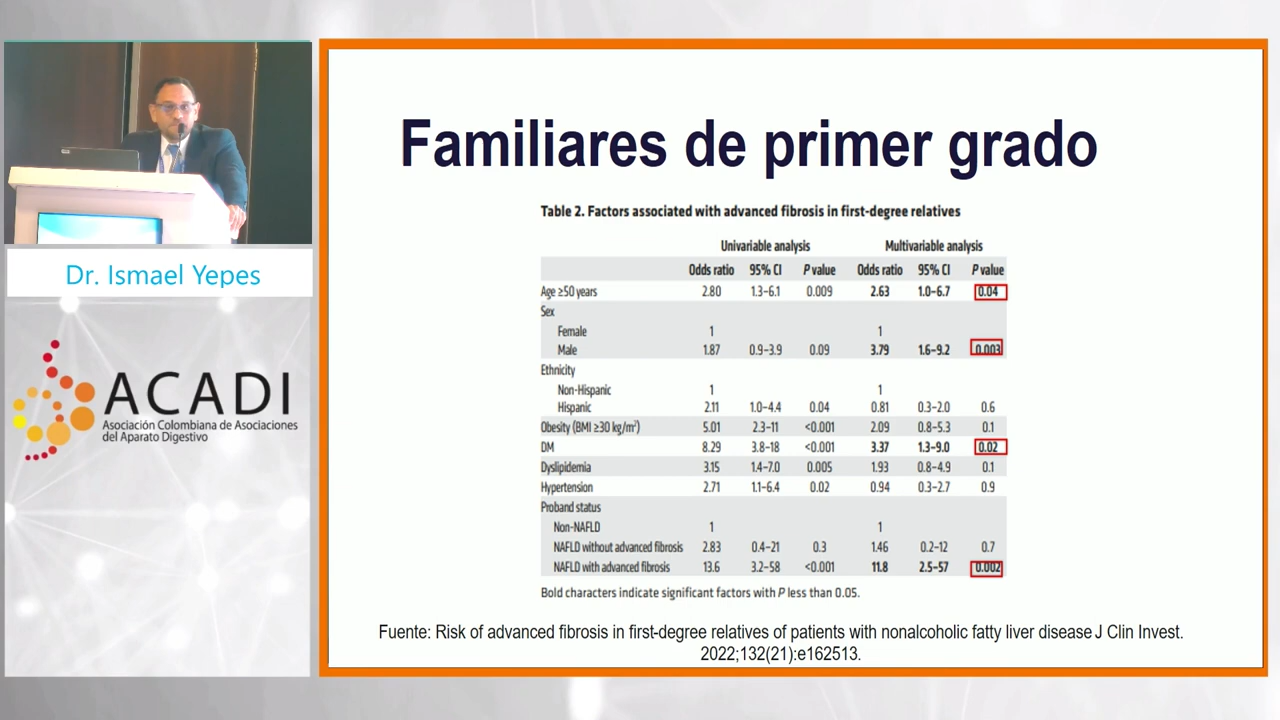 Dr. Ismael Yepes
ACADI
Asociación Colombiana de Asociaciones
del Aparato Digestivo
Familiares de primer grado
Table 2. Factors associated with advanced fibrosis in first-degree relatives
Univariable analysis Multivariable analysis
Odds ratio 95% CI P value Odds ratio 95% CI P value
Age ≥50 years 2.80 1.3–6.1 0.009 2.63 1.0–6.7 0.04
Sex
Female 1 1
Male 1.87 0.9–3.9 0.09 3.79 1.6–9.2 0.003
Ethnicity
Non-Hispanic 1 1
Hispanic 2.11 1.0–4.4 0.04 0.81 0.3–2.0 0.6
Obesity (BMI ≥30 kg/m²) 5.01 2.3–11 <0.001 2.09 0.8–5.3 0.1
DM 8.29 3.8–18 <0.001 3.37 1.3–9.0 0.02
Dyslipidemia 3.15 1.4–7.0 0.005 1.93 0.8–4.9 0.1
Hypertension 2.71 1.1–6.4 0.02 0.94 0.3–2.7 0.9
Proband status
Non-NAFLD 1 1
NAFLD without advanced fibrosis 2.83 0.4–21 0.3 1.46 0.2–12 0.7
NAFLD with advanced fibrosis 13.6 3.2–58 <0.001 11.8 2.5–57 0.002
Bold characters indicate significant factors with P less than 0.05.
Fuente: Risk of advanced fibrosis in first-degree relatives of patients with nonalcoholic fatty liver disease J Clin Invest.
2022;132(21):e162513.